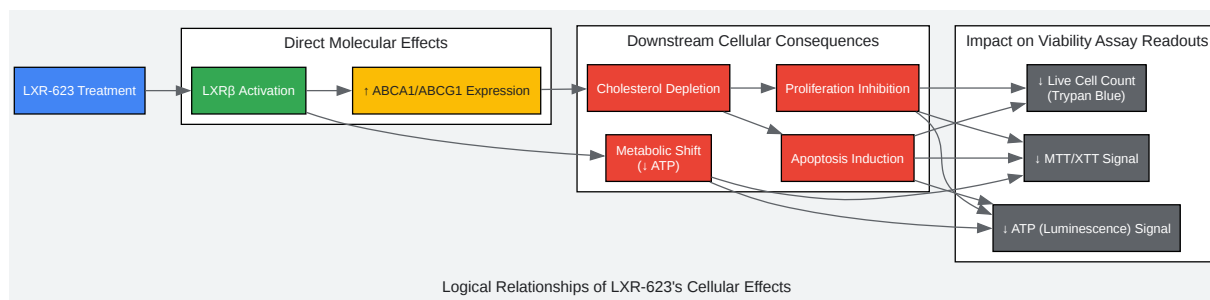 Direct Molecular Effects
Downstream Cellular Consequences
Impact on Viability Assay Readouts
LXR-623 Treatment
LXRβ Activation
↑ ABCA1/ABCG1 Expression
Cholesterol Depletion
Proliferation Inhibition
↓ Live Cell Count
(Trypan Blue)
Metabolic Shift
(↓ ATP)
Apoptosis Induction
↓ MTT/XTT Signal
↓ ATP (Luminescence) Signal
Logical Relationships of LXR-623's Cellular Effects